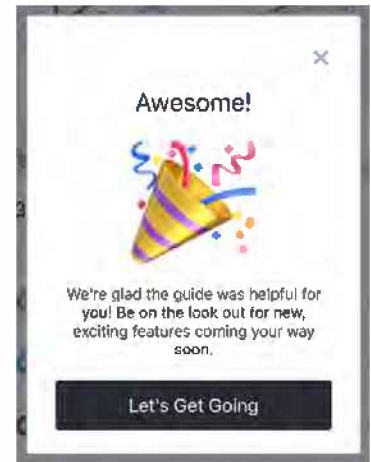 Awesome!
We're glad the guide was helpful for
you! Be on the look out for new,
exciting features coming your way
soon.
Let's Get Going